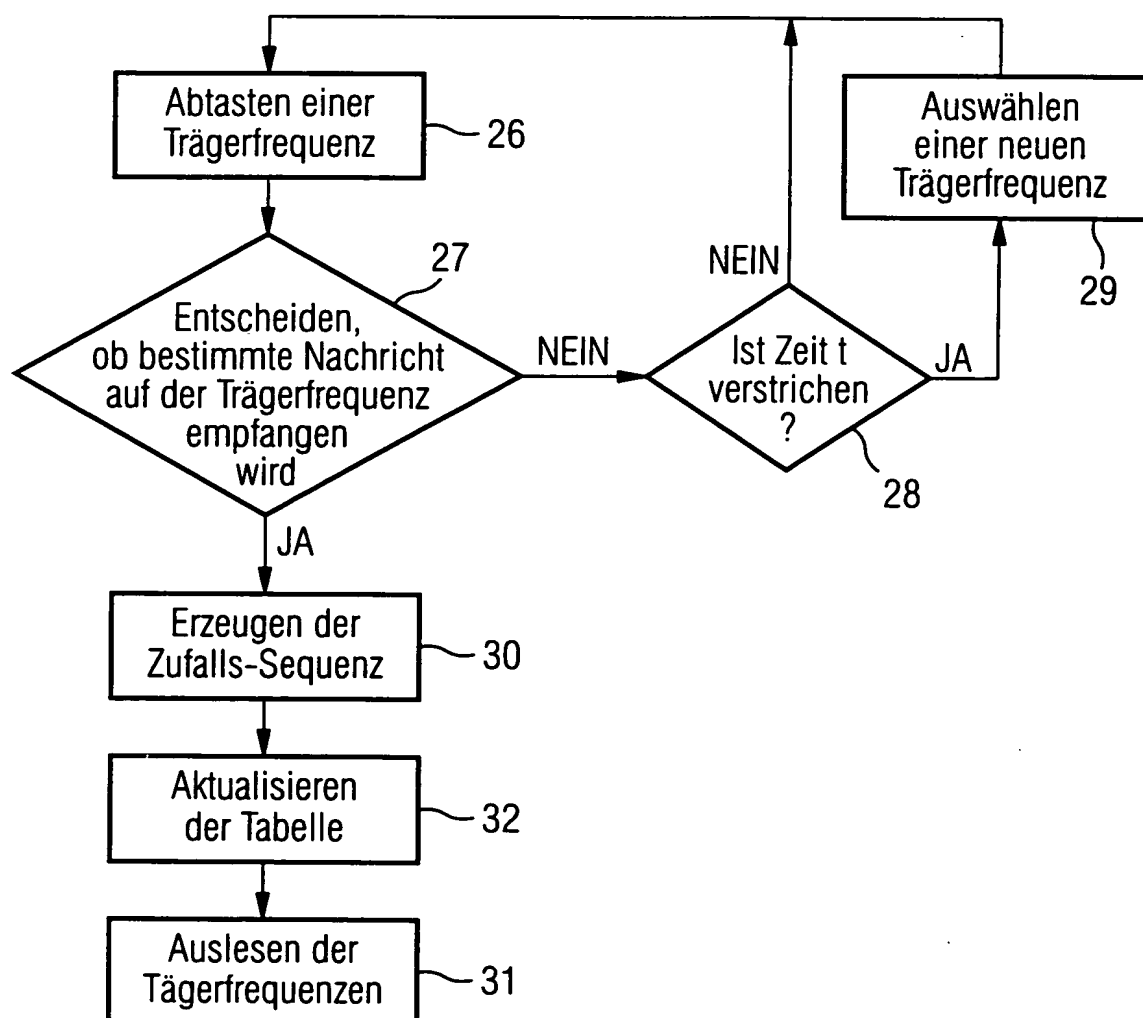 Abtasten einer
Trägerfrequenz
26
Auswählen
einer neuen
Trägerfrequenz
29
27
Entscheiden,
ob bestimmte Nachricht
auf der Trägerfrequenz
empfangen
wird
NEIN
NEIN
Ist Zeit t
verstrichen
?
JA
28
JA
Erzeugen der
Zufalls-Sequenz
30
Aktualisieren
der Tabelle
32
Auslesen der
Tägerfrequenzen
31